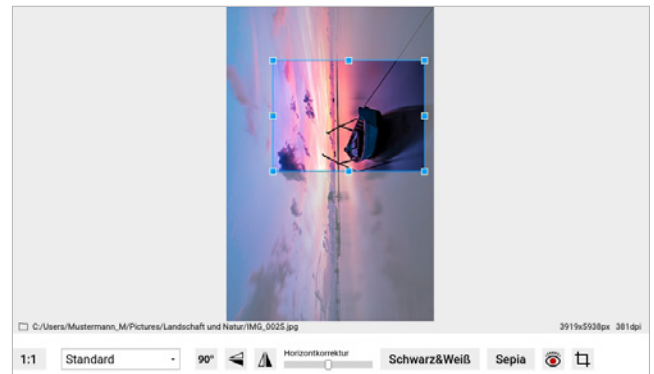 C:/Users/Mustermann_M/Pictures/Landschaft und Natur/IMG_0025.jpg
3919x5938px 381dpi
1:1 Standard 90° Horizontkorrektur Schwarz&Weiß Sepia